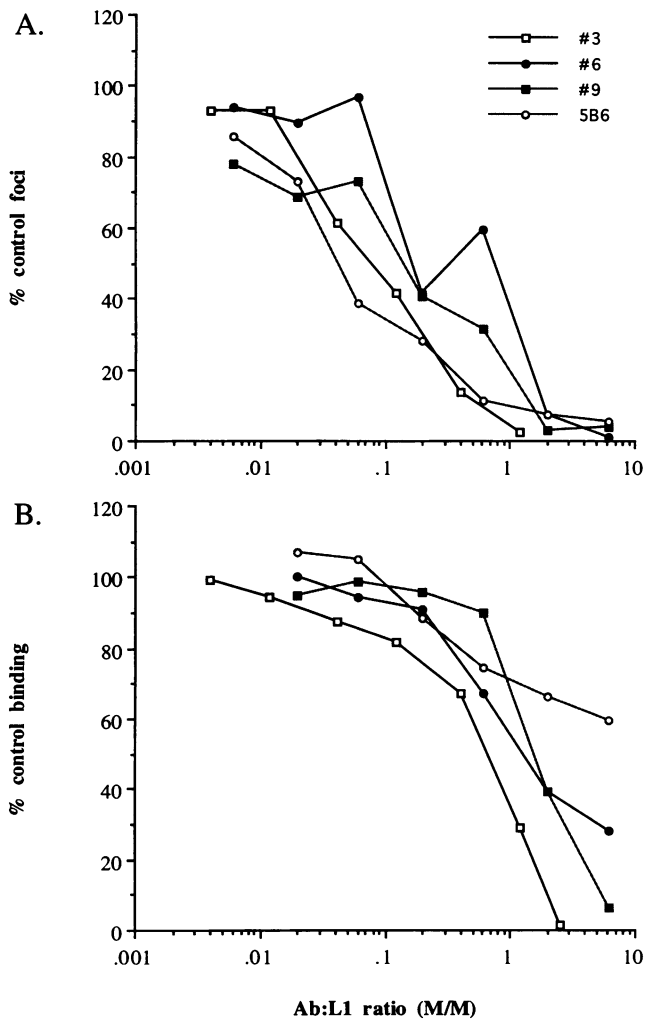 A.
120
100
80
60
40
20
0
% control foci
#3
#6
#9
5B6
.001 .01 .1 1 10
B.
120
100
80
60
40
20
0
% control binding
.001 .01 .1 1 10
Ab:L1 ratio (M/M)